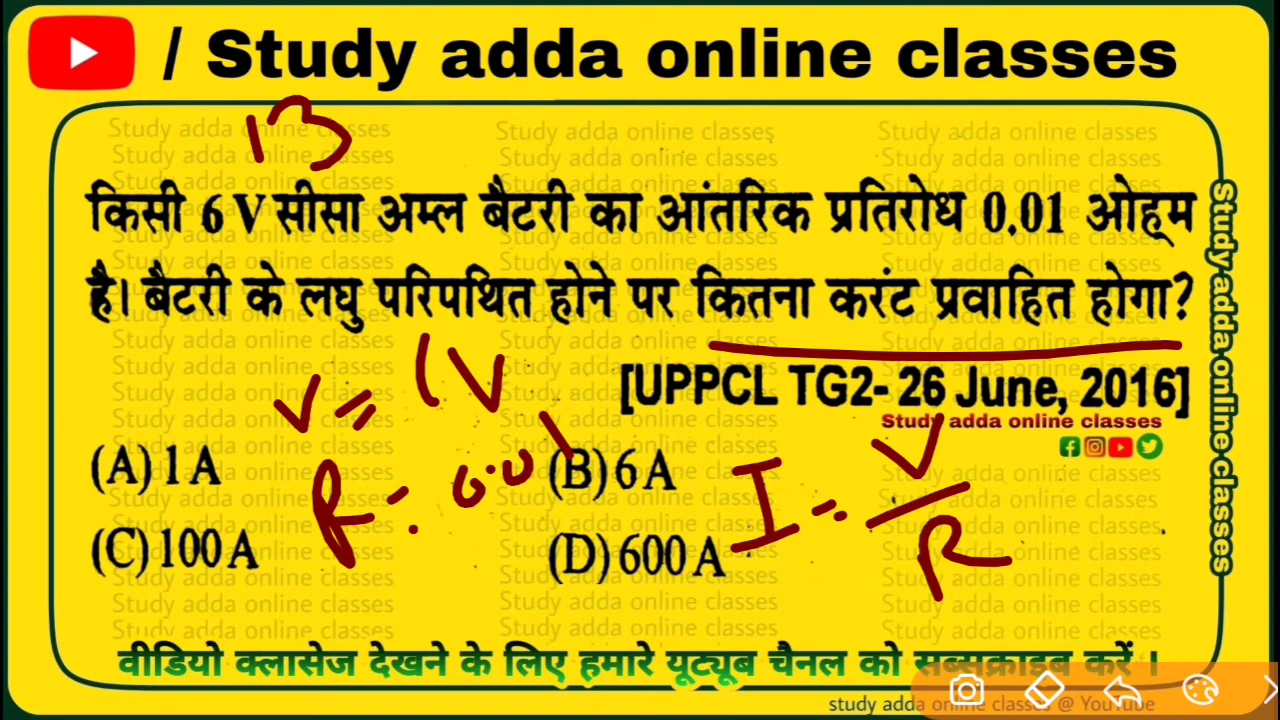 / Study adda online classes
13
किसी 6 V सीसा अम्ल बैटरी का आंतरिक प्रतिरोध 0.01 ओह्म
है। बैटरी के लघु परिपथित होने पर कितना करंट प्रवाहित होगा?
[UPPCL TG2- 26 June, 2016]
Study adda online classes
V = 6V
(A) 1 A
(B) 6 A
R = 0.01
I = V/R
(C) 100 A
(D) 600 A
वीडियो क्लासेज देखने के लिए हमारे यूट्यूब चैनल को सब्सक्राइब करें ।
study adda online classes @ YouTube
Study adda online classes